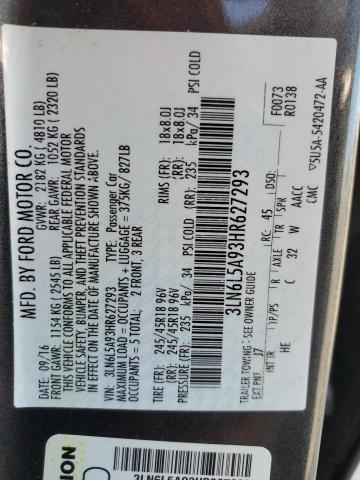 MFD. BY FORD MOTOR CO.
09/16 GVWR: 2182 KG (4810 LB)
FRONT GAWR: 1154 KG (2545 LB) REAR GAWR: 1052 KG (2320 LB)
THIS VEHICLE CONFORMS TO ALL APPLICABLE FEDERAL MOTOR
VEHICLE SAFETY, BUMPER, AND THEFT PREVENTION STANDARDS
IN EFFECT ON THE DATE OF MANUFACTURE SHOWN ABOVE.
VIN: 3LN6L5A93HR627293 TYPE: Passenger Car
MAXIMUM LOAD = OCCUPANTS + LUGGAGE = 375KG/ 827LB
OCCUPANTS = 5 TOTAL: 2 FRONT, 3 REAR
TIRE (FR): 245/45R18 96V RIMS (FR): 18x8.0J
TIRE (RR): 245/45R18 96V (RR): 18x8.0J
(FR): 235 kPa/ 34 PSI COLD (RR): 235 kPa/ 34 PSI COLD
3LN6L5A93HR627293
TRAILER TOWING: SEE OWNER GUIDE
EXT PNT: J7 RC: 45 DSO: F0073
R0138
INT TR TP/PS R AXLE TR SPR
HE C 32 W AACC
CMC 5U5A-5420472-AA
ION